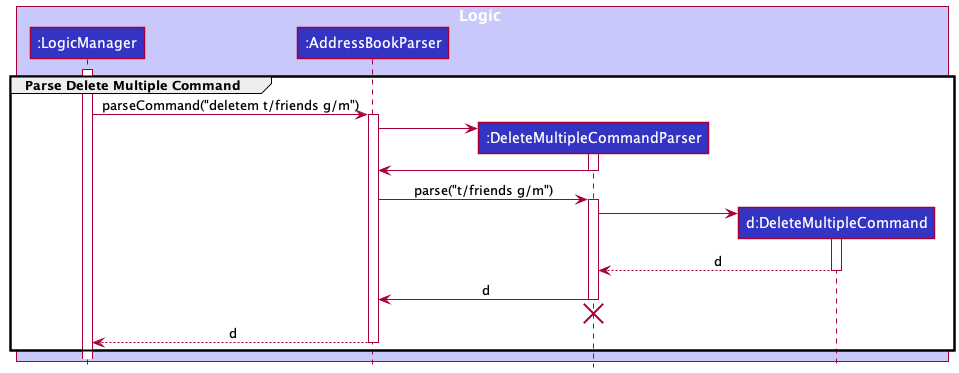 Logic
:LogicManager
:AddressBookParser
Parse Delete Multiple Command
parseCommand("deletem t/friends g/m")
:DeleteMultipleCommandParser
parse("t/friends g/m")
d:DeleteMultipleCommand
d
d
d